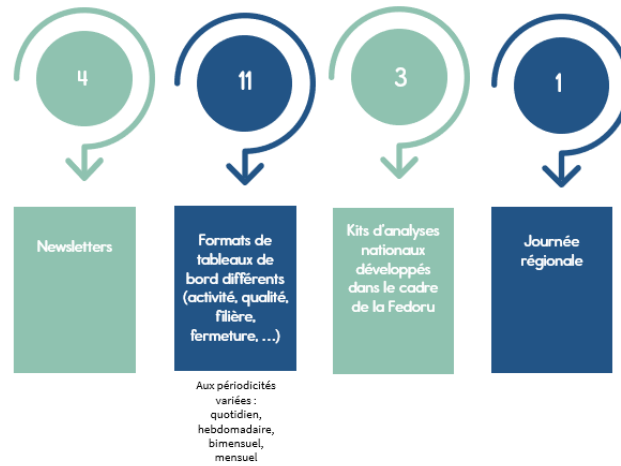 4
Newsletters
11
Formats de
tableaux de
bord différents
(activité, qualité,
filière,
fermeture, ...)
Aux périodicités
variées :
quotidien,
hebdomadaire,
bimensuel,
mensuel
3
Kits d'analyses
nationaux
développés
dans le cadre
de la Fedoru
1
Journée
régionale